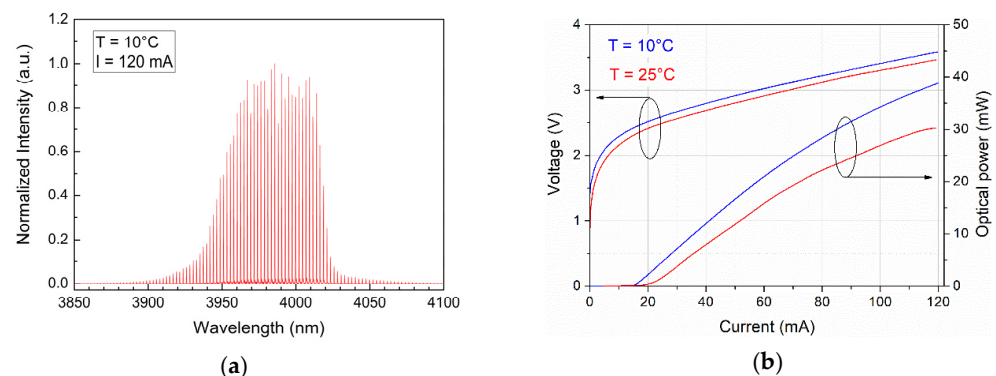 1.2
1.0
0.8
0.6
0.4
0.2
0.0
Normalized Intensity (a.u.)
T = 10°C
I = 120 mA
3850 3900 3950 4000 4050 4100
Wavelength (nm)
(a)
4
3
2
1
0
Voltage (V)
T = 10°C
T = 25°C
50
40
30
20
10
0
Optical power (mW)
0 20 40 60 80 100 120
Current (mA)
(b)